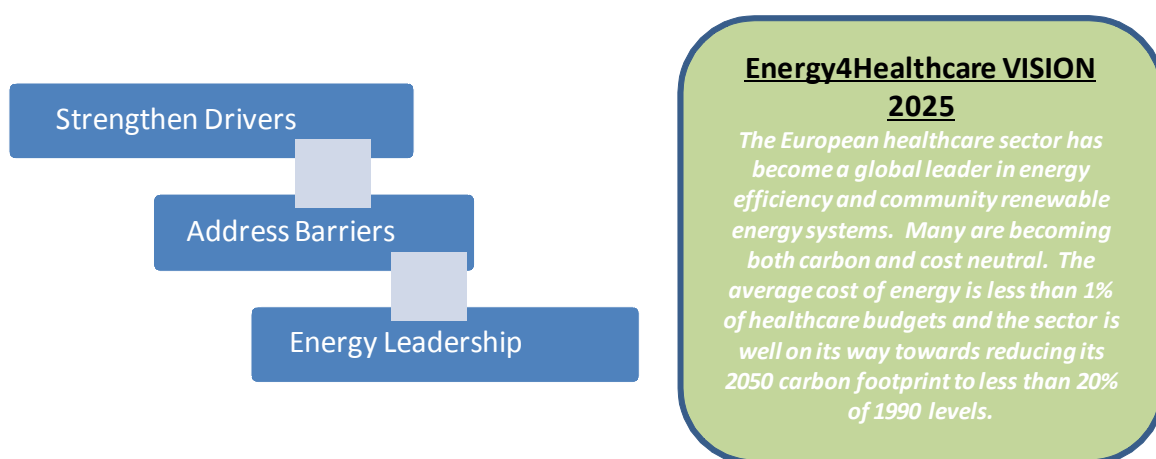 Strengthen Drivers
Address Barriers
Energy Leadership
Energy4Healthcare VISION
2025
The European healthcare sector has
become a global leader in energy
efficiency and community renewable
energy systems.  Many are becoming
both carbon and cost neutral.  The
average cost of energy is less than 1%
of healthcare budgets and the sector is
well on its way towards reducing its
2050 carbon footprint to less than 20%
of 1990 levels.